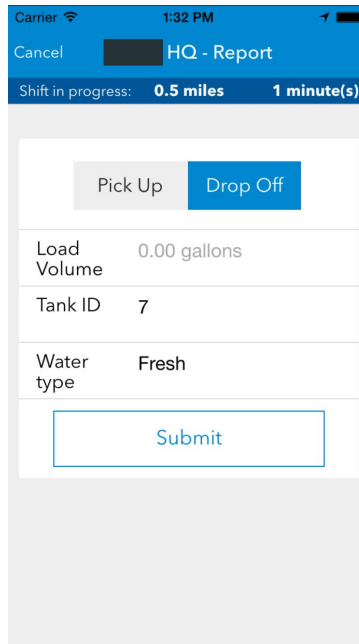 Carrier 1:32 PM
Cancel HQ - Report
Shift in progress: 0.5 miles 1 minute(s)
Pick Up Drop Off
Load Volume 0.00 gallons
Tank ID 7
Water type Fresh
Submit